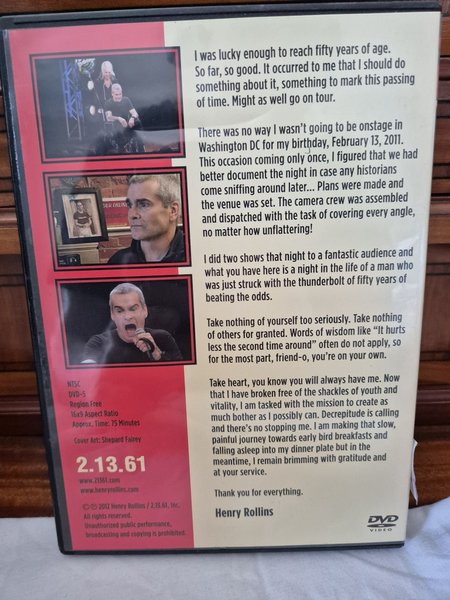 I was lucky enough to reach fifty years of age.
So far, so good. It occurred to me that I should do
something about it, something to mark this passing
of time. Might as well go on tour.
There was no way I wasn't going to be onstage in
Washington DC for my birthday, February 13, 2011.
This occasion coming only once, I figured that we had
better document the night in case any historians
come sniffing around later... Plans were made and
the venue was set. The camera crew was assembled
and dispatched with the task of covering every angle,
no matter how unflattering!
I did two shows that night to a fantastic audience and
what you have here is a night in the life of a man who
was just struck with the thunderbolt of fifty years of
beating the odds.
Take nothing of yourself too seriously. Take nothing
of others for granted. Words of wisdom like "It hurts
less the second time around" often do not apply, so
for the most part, friend-o, you're on your own.
Take heart, you know you will always have me. Now
that I have broken free of the shackles of youth and
vitality, I am tasked with the mission to create as
much bother as I possibly can. Decrepitude is calling
and there's no stopping me. I am making that slow,
painful journey towards early bird breakfasts and
falling asleep into my dinner plate but in the
meantime, I remain brimming with gratitude and
at your service.
Thank you for everything.
Henry Rollins
NTSC
DVD-5
Region Free
16x9 Aspect Ratio
Approx. Time: 75 Minutes
Cover Art: Shepard Fairey
2.13.61
www.21361.com
www.henryrollins.com
©℗ 2012 Henry Rollins / 2.13.61, Inc.
All rights reserved.
Unauthorized public performance,
broadcasting and copying is prohibited.
DVD
VIDEO